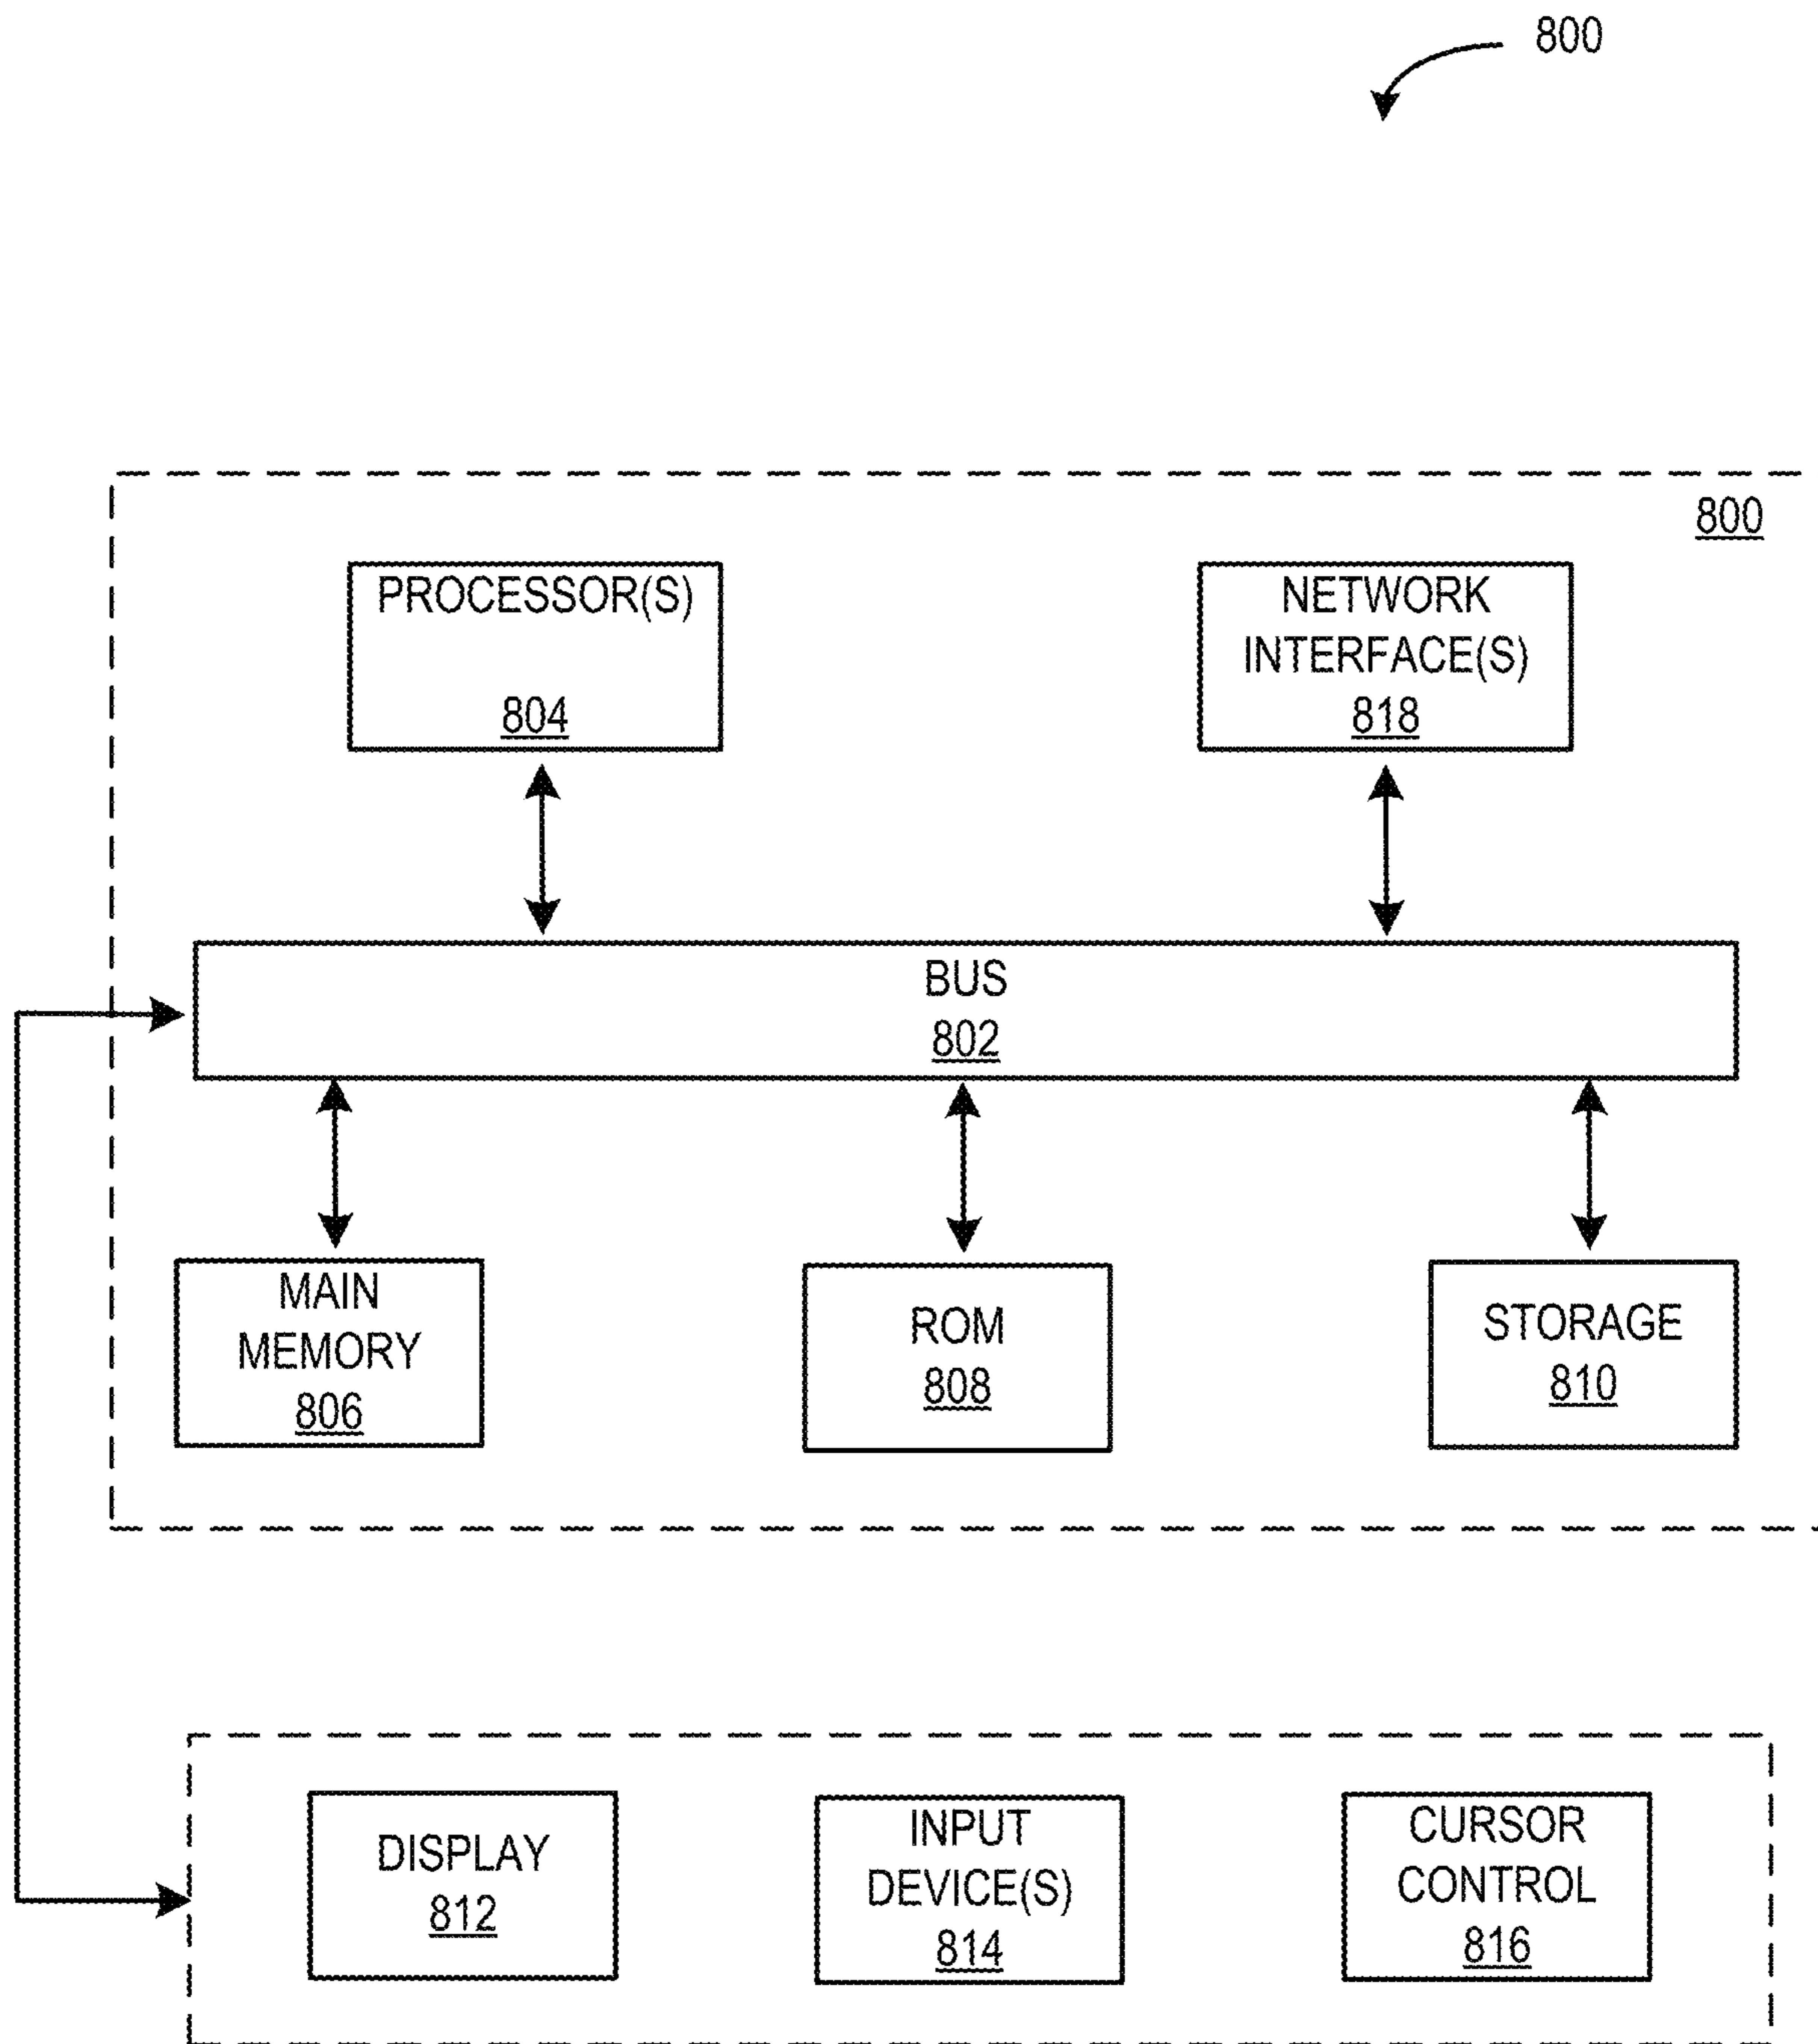 800
800
PROCESSOR(S)
804
NETWORK
INTERFACE(S)
818
BUS
802
MAIN
MEMORY
806
ROM
808
STORAGE
810
DISPLAY
812
INPUT
DEVICE(S)
814
CURSOR
CONTROL
816